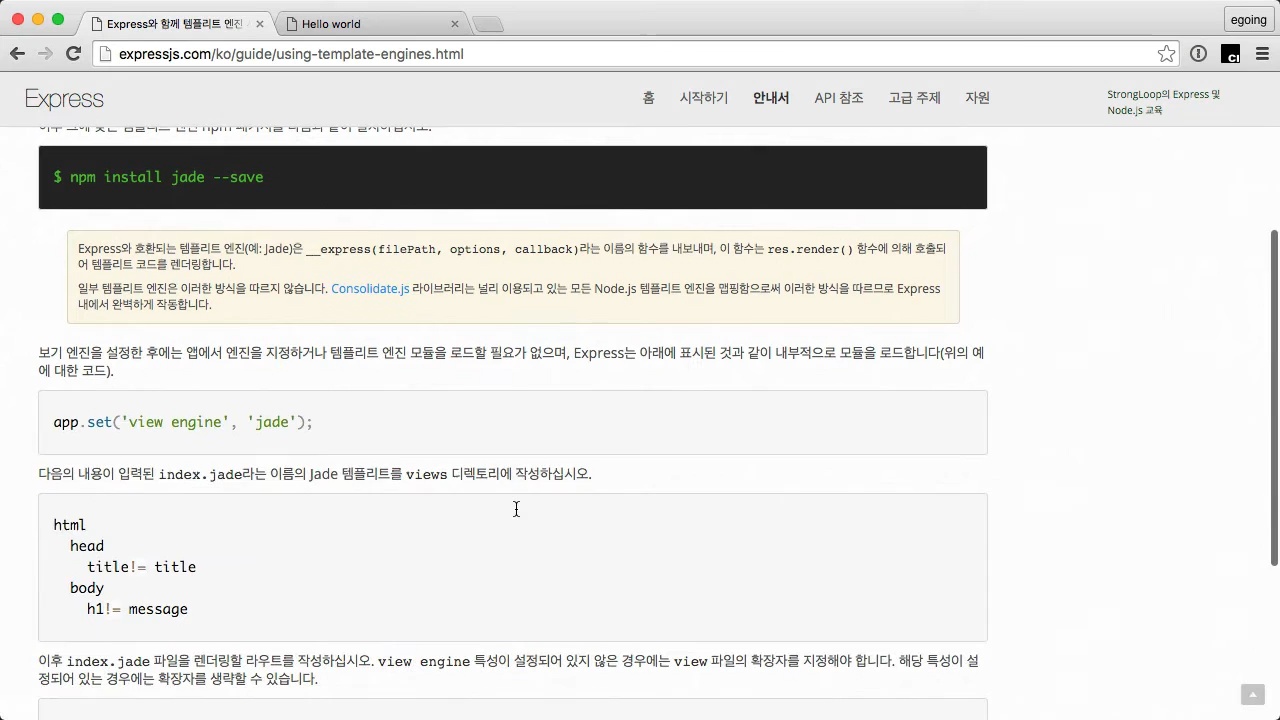 Express와 함께 템플리트 엔진
Hello world
egoing
expressjs.com/ko/guide/using-template-engines.html
Express
홈 시작하기 안내서 API 참조 고급 주제 자원
StrongLoop의 Express 및
Node.js 교육
$ npm install jade --save
Express와 호환되는 템플리트 엔진(예: Jade)은 __express(filePath, options, callback)라는 이름의 함수를 내보내며, 이 함수는 res.render() 함수에 의해 호출되
어 템플리트 코드를 렌더링합니다.
일부 템플리트 엔진은 이러한 방식을 따르지 않습니다. Consolidate.js 라이브러리는 널리 이용되고 있는 모든 Node.js 템플리트 엔진을 맵핑함으로써 이러한 방식을 따르므로 Express
내에서 완벽하게 작동합니다.
보기 엔진을 설정한 후에는 앱에서 엔진을 지정하거나 템플리트 엔진 모듈을 로드할 필요가 없으며, Express는 아래에 표시된 것과 같이 내부적으로 모듈을 로드합니다(위의 예
에 대한 코드).
app.set('view engine', 'jade');
다음의 내용이 입력된 index.jade라는 이름의 Jade 템플리트를 views 디렉토리에 작성하십시오.
html
head
title!= title
body
h1!= message
이후 index.jade 파일을 렌더링할 라우트를 작성하십시오. view engine 특성이 설정되어 있지 않은 경우에는 view 파일의 확장자를 지정해야 합니다. 해당 특성이 설
정되어 있는 경우에는 확장자를 생략할 수 있습니다.